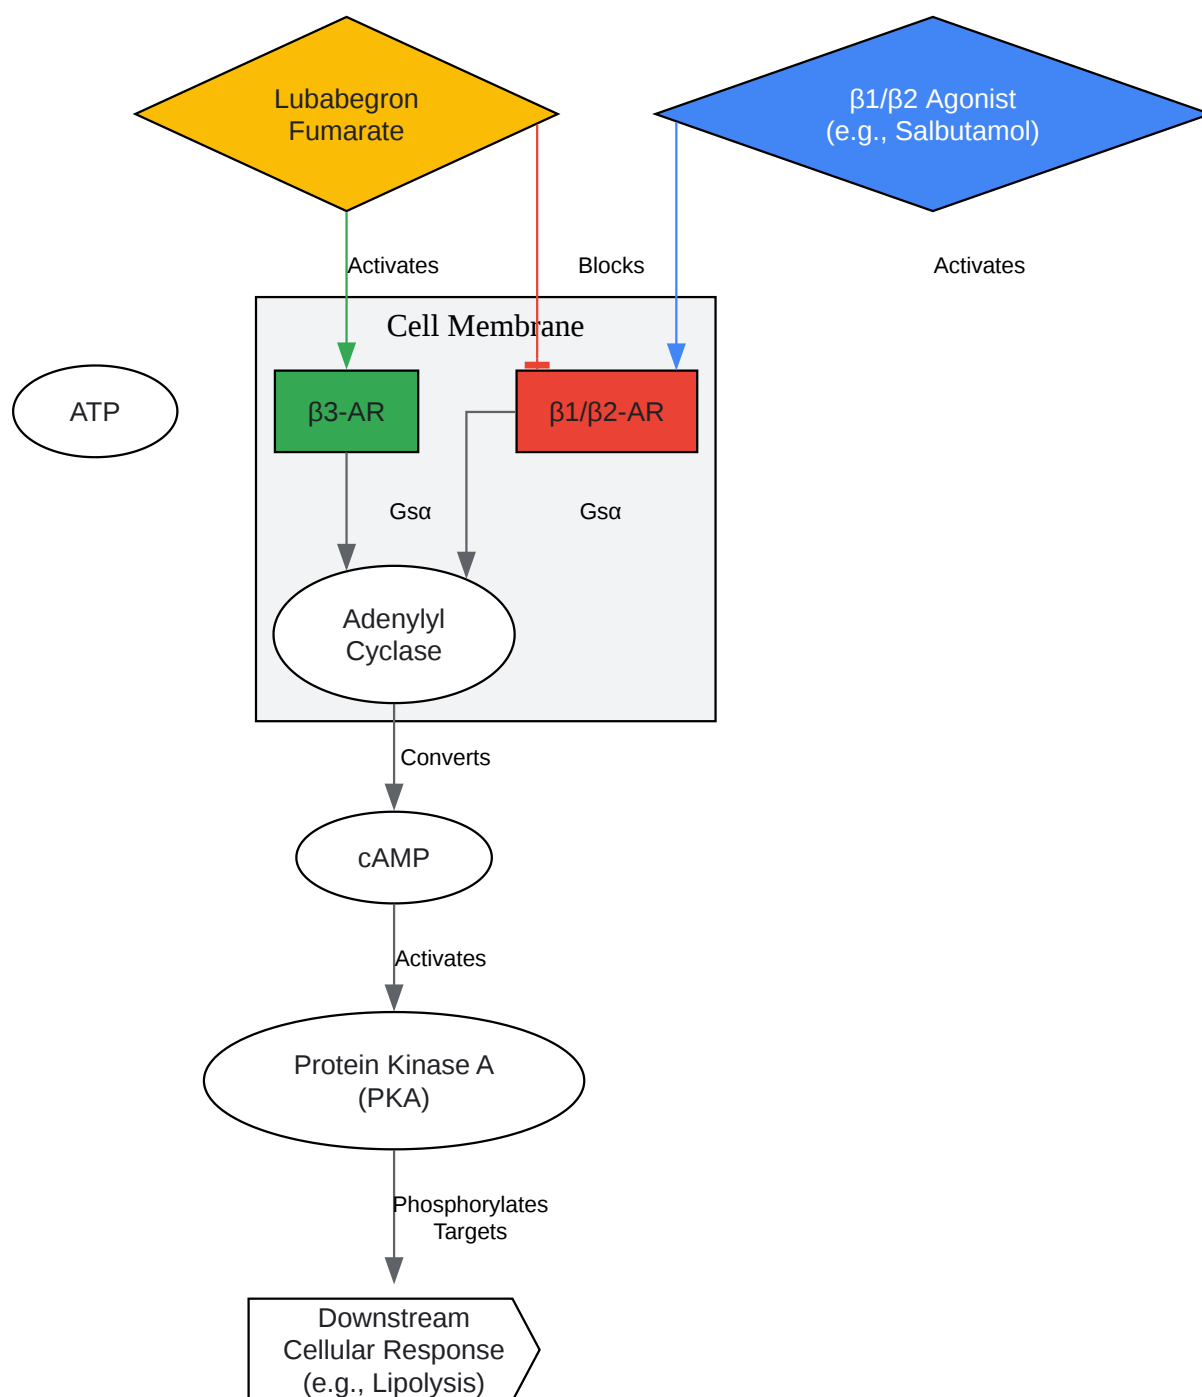 Lubabegron
Fumarate
β1/β2 Agonist
(e.g., Salbutamol)
Activates
Blocks
Activates
Cell Membrane
ATP
β3-AR
β1/β2-AR
Gsα
Gsα
Adenylyl
Cyclase
Converts
cAMP
Activates
Protein Kinase A
(PKA)
Phosphorylates
Targets
Downstream
Cellular Response
(e.g., Lipolysis)